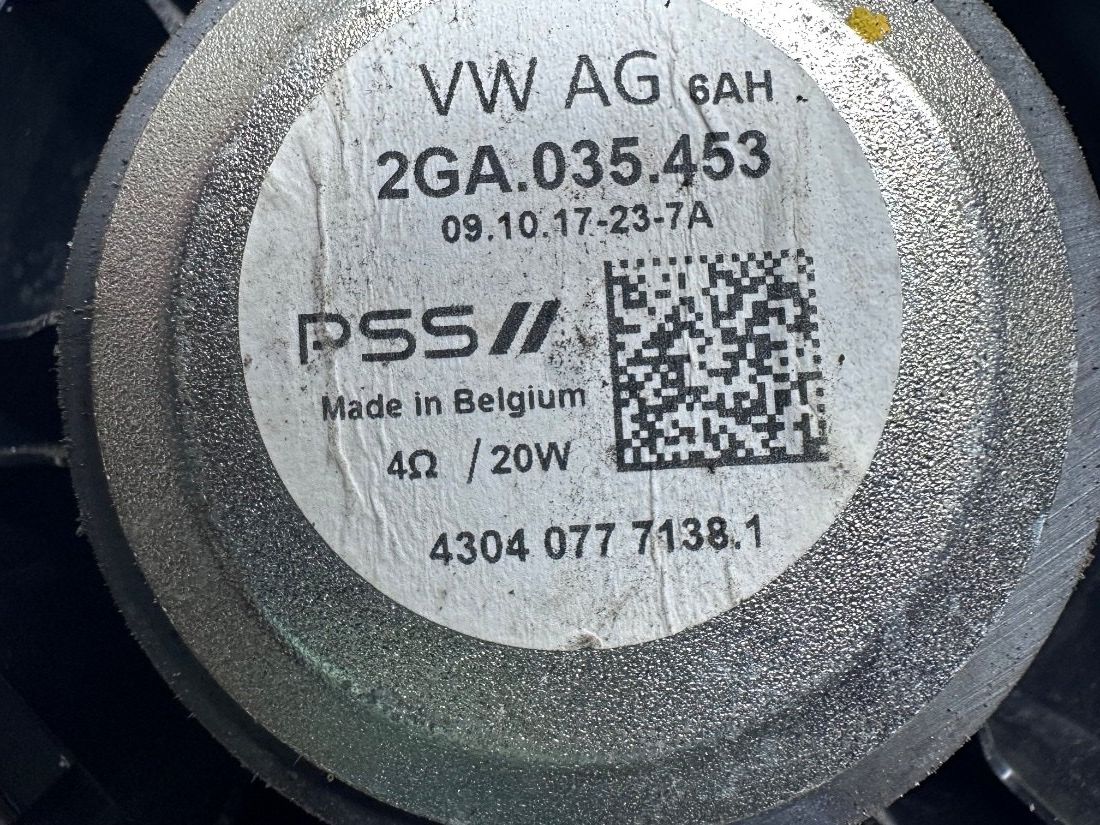 VW AG 6AH
2GA.035.453
09.10.17-23-7A
PSS//
Made in Belgium
4Ω / 20W
4304 077 7138.1